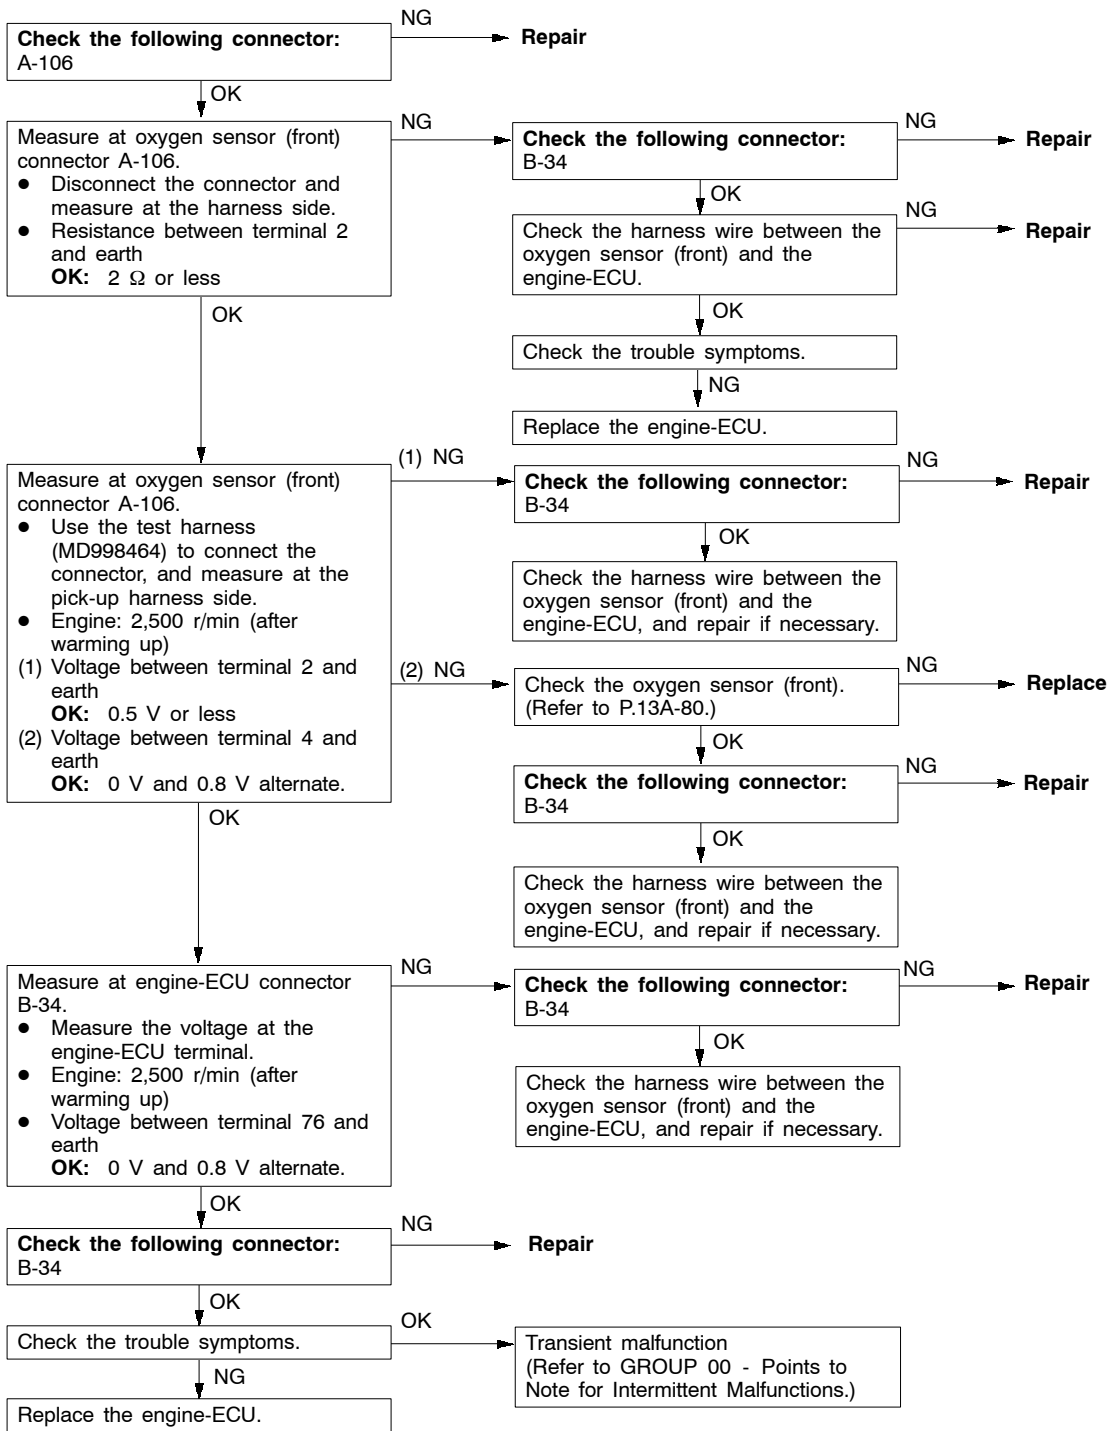 NG
Check the following connector:
A-106
Repair
OK
Measure at oxygen sensor (front)
connector A-106.
● Disconnect the connector and
measure at the harness side.
● Resistance between terminal 2
and earth
OK: 2 Ω or less
NG
Check the following connector:
B-34
NG
Repair
OK
Check the harness wire between the
oxygen sensor (front) and the
engine-ECU.
NG
Repair
OK
Check the trouble symptoms.
NG
Replace the engine-ECU.
OK
Measure at oxygen sensor (front)
connector A-106.
● Use the test harness
(MD998464) to connect the
connector, and measure at the
pick-up harness side.
● Engine: 2,500 r/min (after
warming up)
(1) Voltage between terminal 2 and
earth
OK: 0.5 V or less
(2) Voltage between terminal 4 and
earth
OK: 0 V and 0.8 V alternate.
(1) NG
Check the following connector:
B-34
NG
Repair
OK
Check the harness wire between the
oxygen sensor (front) and the
engine-ECU, and repair if necessary.
(2) NG
Check the oxygen sensor (front).
(Refer to P.13A-80.)
NG
Replace
OK
Check the following connector:
B-34
NG
Repair
OK
Check the harness wire between the
oxygen sensor (front) and the
engine-ECU, and repair if necessary.
OK
Measure at engine-ECU connector
B-34.
● Measure the voltage at the
engine-ECU terminal.
● Engine: 2,500 r/min (after
warming up)
● Voltage between terminal 76 and
earth
OK: 0 V and 0.8 V alternate.
NG
Check the following connector:
B-34
NG
Repair
OK
Check the harness wire between the
oxygen sensor (front) and the
engine-ECU, and repair if necessary.
OK
Check the following connector:
B-34
NG
Repair
OK
Check the trouble symptoms.
OK
Transient malfunction
(Refer to GROUP 00 - Points to
Note for Intermittent Malfunctions.)
NG
Replace the engine-ECU.